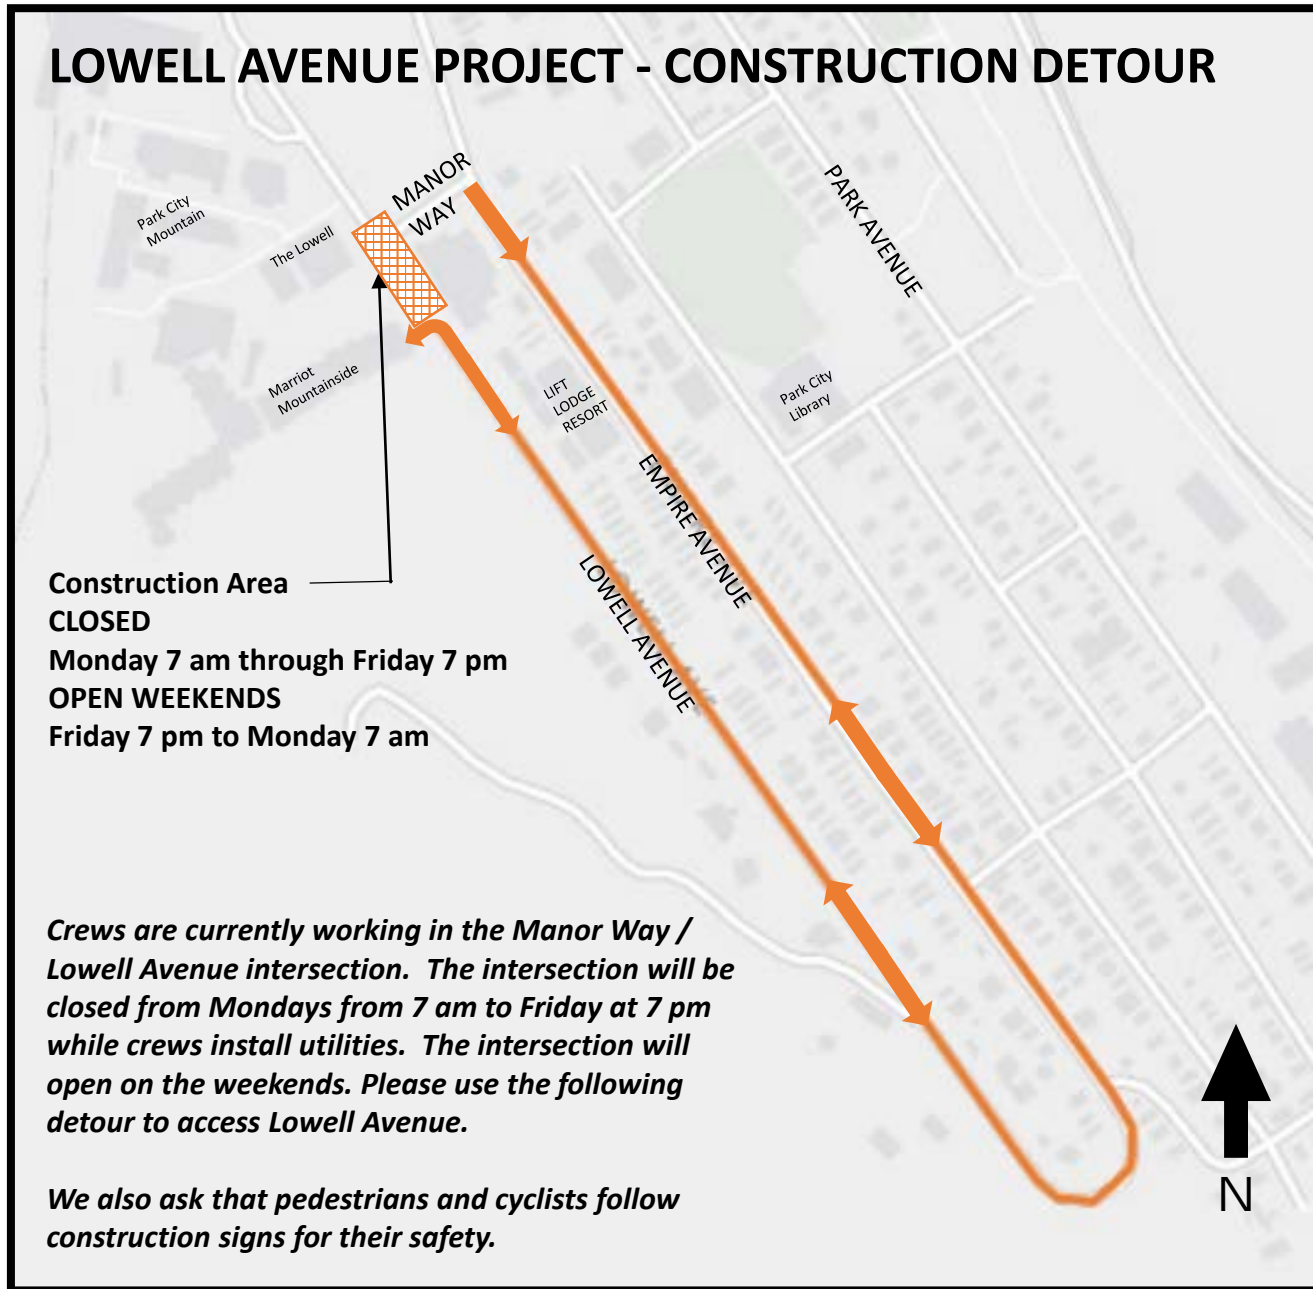 LOWELL AVENUE PROJECT - CONSTRUCTION DETOUR
MANOR
WAY
PARK AVENUE
Park City
Mountain
The Lowell
Marriot
Mountainside
LIFT
LODGE
RESORT
Park City
Library
EMPIRE AVENUE
LOWELL AVENUE
Construction Area
CLOSED
Monday 7 am through Friday 7 pm
OPEN WEEKENDS
Friday 7 pm to Monday 7 am
Crews are currently working in the Manor Way /
Lowell Avenue intersection.  The intersection will be
closed from Mondays from 7 am to Friday at 7 pm
while crews install utilities.  The intersection will
open on the weekends. Please use the following
detour to access Lowell Avenue.
We also ask that pedestrians and cyclists follow
construction signs for their safety.
N